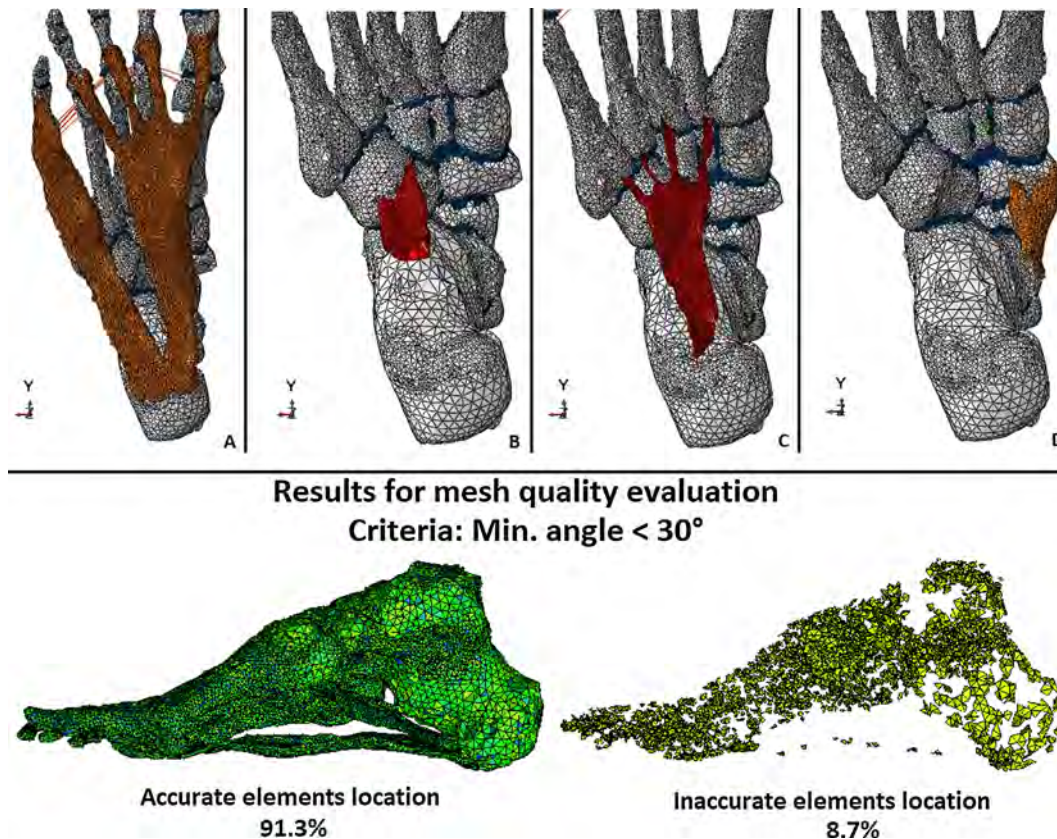 Y
A
Y
B
Y
C
Y
D
Results for mesh quality evaluation
Criteria: Min. angle < 30°
Accurate elements location
91.3%
Inaccurate elements location
8.7%